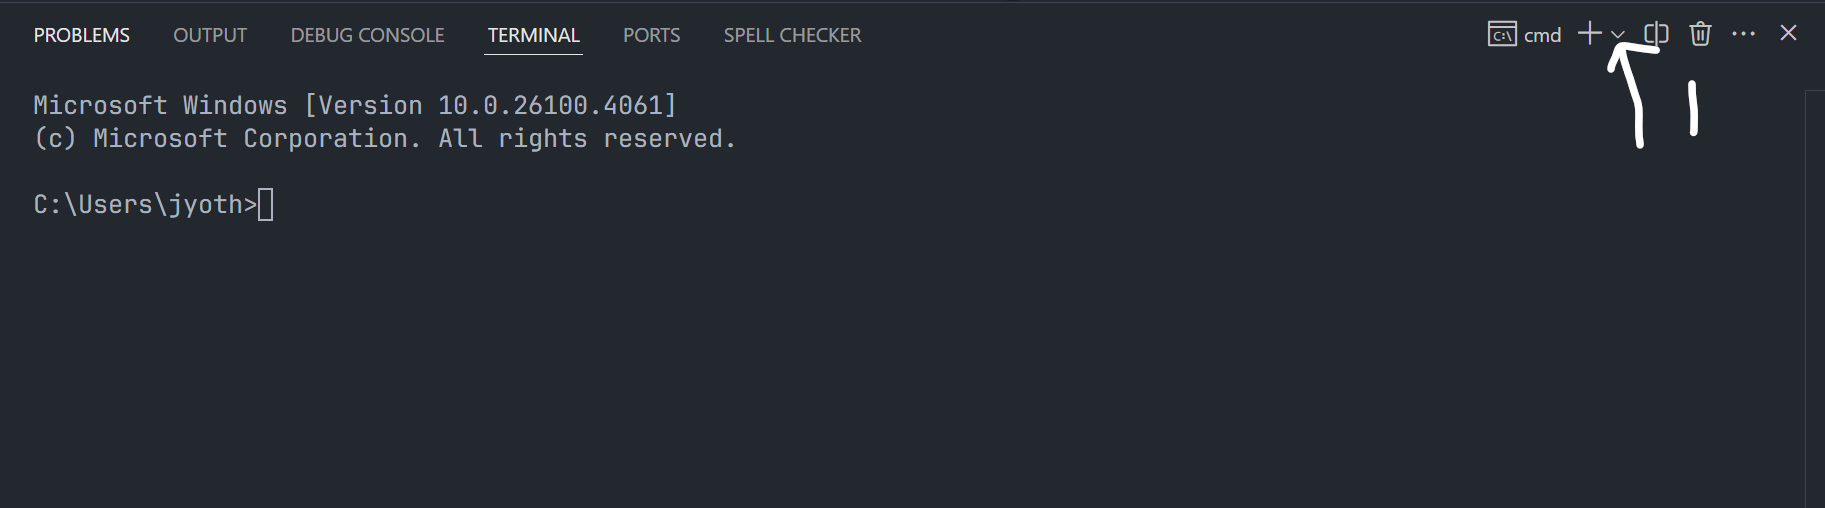 PROBLEMS OUTPUT DEBUG CONSOLE TERMINAL PORTS SPELL CHECKER C:\ cmd
1
Microsoft Windows [Version 10.0.26100.4061]
(c) Microsoft Corporation. All rights reserved.
C:\Users\jyoth>